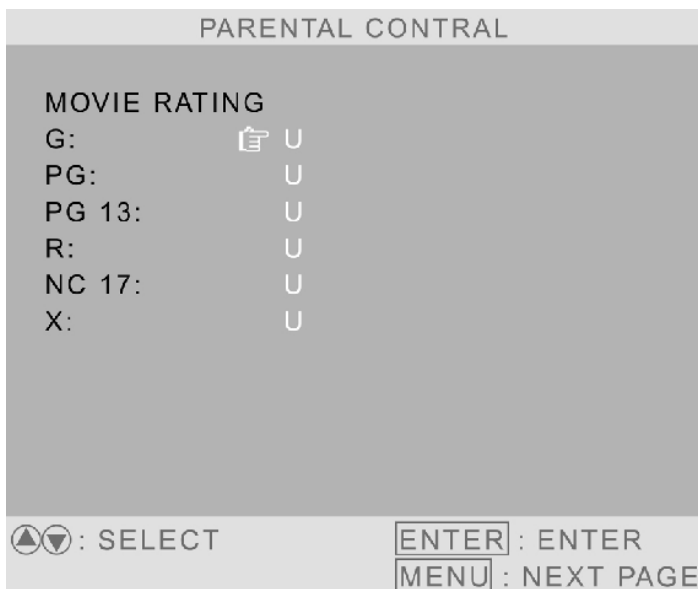 PARENTAL CONTRAL
MOVIE RATING
G: U
PG: U
PG 13: U
R: U
NC 17: U
X: U
: SELECT ENTER : ENTER
MENU : NEXT PAGE